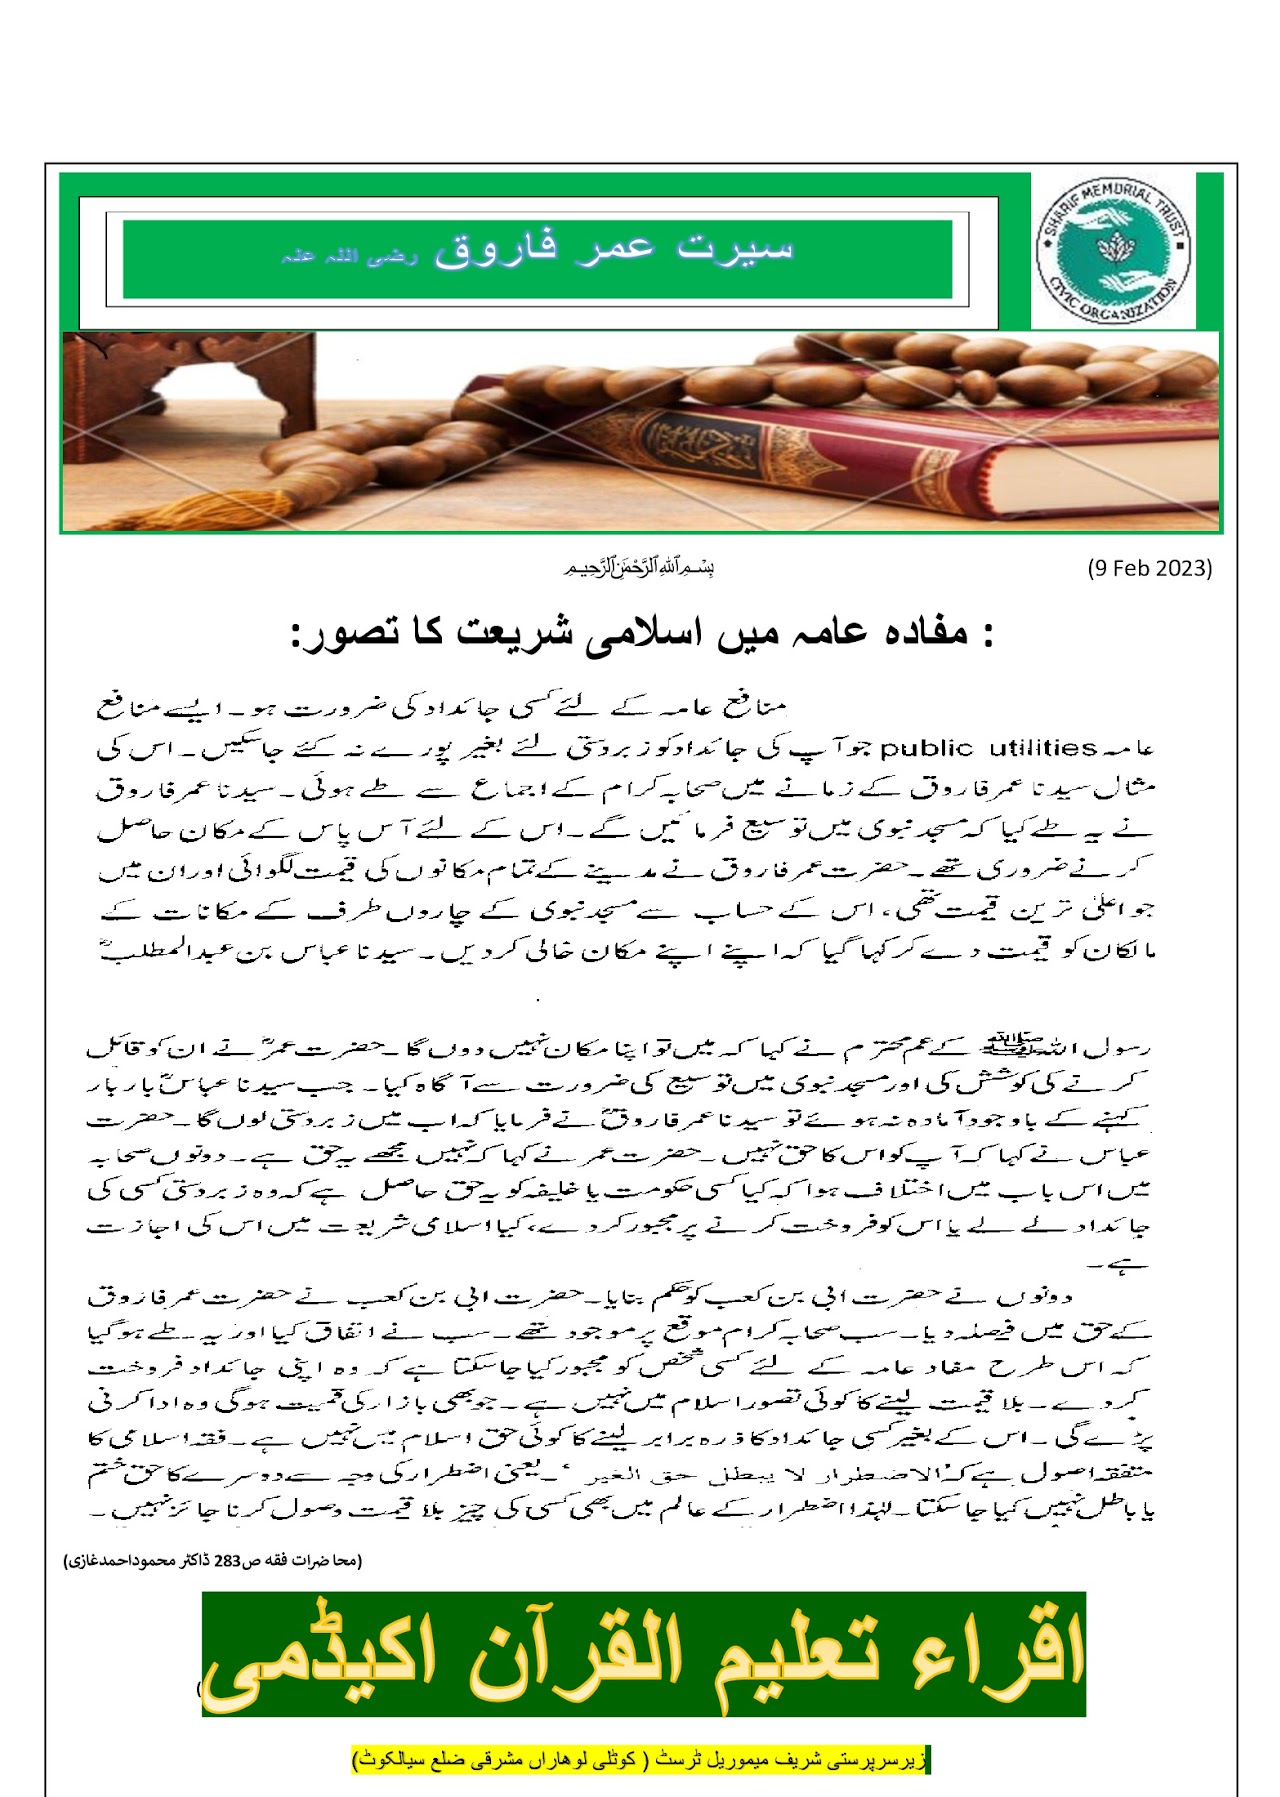 سیرت عمر فاروق رضی اللہ عنہ
SHARIF MEMORIAL TRUST
CIVIC ORGANIZATION
بِسْمِ اللهِ الرَّحْمٰنِ الرَّحِيْمِ
(9 Feb 2023)
: مفادہ عامہ میں اسلامی شریعت کا تصور:
منافع عامہ کے لئے کسی جائداد کی ضرورت ہو۔ ایسے منافع
عامہ public utilities جو آپ کی جائداد کو زبردستی لئے بغیر پورے نہ کئے جاسکیں۔ اس کی
مثال سیدنا عمر فاروق کے زمانے میں صحابہ کرام کے اجماع سے طے ہوئی۔ سیدنا عمر فاروق
نے یہ طے کیا کہ مسجد نبوی میں توسیع فرمائیں گے۔ اس کے لئے آس پاس کے مکان حاصل
کرنے ضروری تھے۔ حضرت عمر فاروق نے مدینے کے تمام مکانوں کی قیمت لگوائی اور ان میں
جو اعلیٰ ترین قیمت تھی، اس کے حساب سے مسجد نبوی کے چاروں طرف کے مکانات کے
مالکان کو قیمت دے کر کہا گیا کہ اپنے اپنے مکان خالی کردیں۔ سیدنا عباس بن عبدالمطلبؓ
رسول اللہ ﷺ کے عم محترم نے کہا کہ میں تو اپنا مکان نہیں دوں گا۔ حضرت عمرؓ نے ان کو قائل
کرنے کی کوشش کی اور مسجد نبوی میں توسیع کی ضرورت سے آگاہ کیا۔ جب سیدنا عباسؓ بار بار
کہنے کے باوجود آمادہ نہ ہوئے تو سیدنا عمر فاروقؓ نے فرمایا کہ اب میں زبردستی لوں گا۔ حضرت
عباس نے کہا کہ آپ کو اس کا حق نہیں۔ حضرت عمر نے کہا کہ نہیں مجھے یہ حق ہے۔ دونوں صحابہ
میں اس باب میں اختلاف ہوا کہ کیا کسی حکومت یا خلیفہ کو یہ حق حاصل ہے کہ وہ زبردستی کسی کی
جائداد لے لے یا اس کو فروخت کرنے پر مجبور کردے، کیا اسلامی شریعت میں اس کی اجازت
ہے۔
دونوں نے حضرت ابی بن کعب کو حکم بنایا۔ حضرت ابی بن کعب نے حضرت عمر فاروق
کے حق میں فیصلہ دیا۔ سب صحابہ کرام موقع پر موجود تھے۔ سب نے اتفاق کیا اور یہ طے ہوگیا
کہ اس طرح مفاد عامہ کے لئے کسی شخص کو مجبور کیا جاسکتا ہے کہ وہ اپنی جائداد فروخت
کردے۔ بلا قیمت لینے کا کوئی تصور اسلام میں نہیں ہے۔ جو بھی بازار کی قمیت ہوگی وہ ادا کرنی
پڑے گی۔ اس کے بغیر کسی جائداد کا ذرہ برابر لینے کا کوئی حق اسلام میں نہیں ہے۔ فقہ اسلامی کا
متفقہ اصول ہے کہ 'الاضطرار لا یبطل حق الغیر'۔ یعنی اضطرار کی وجہ سے دوسرے کا حق ختم
یا باطل نہیں کیا جاسکتا۔ لہٰذا اضطرار کے عالم میں بھی کسی کی چیز بلا قیمت وصول کرنا جائز نہیں۔
(محاضرات فقہ ص283 ڈاکٹر محموداحمدغازی)
اقراء تعلیم القرآن اکیڈمی
زیرسرپرستی شریف میموریل ٹرسٹ ( کوٹلی لوھاراں مشرقی ضلع سیالکوٹ)